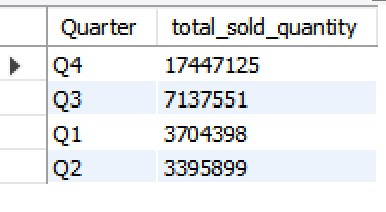 Quarter total_sold_quantity
Q4 17447125
Q3 7137551
Q1 3704398
Q2 3395899